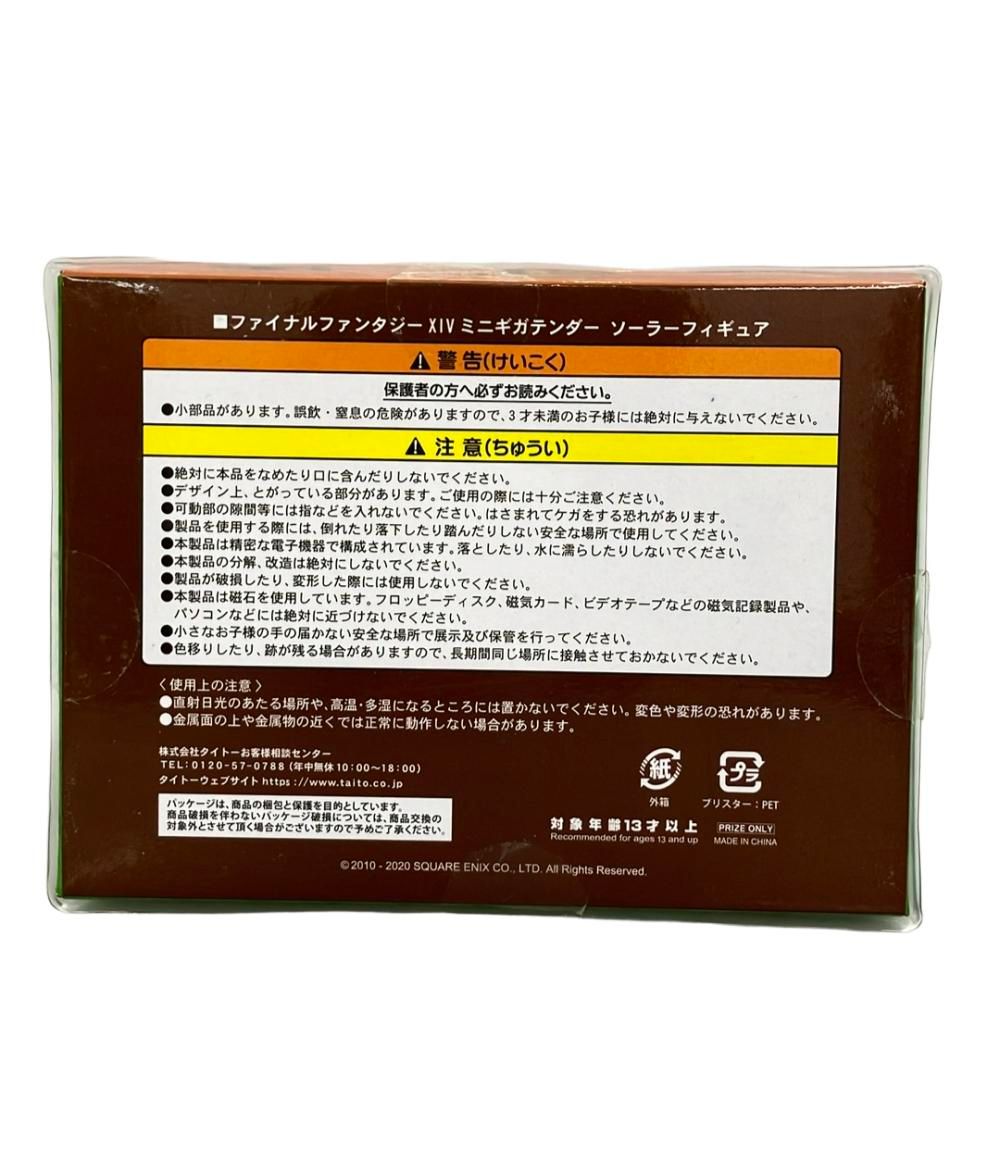 ■ファイナルファンタジー XIV ミニギガテンダー ソーラーフィギュア
⚠ 警 告(けいこく)
保護者の方へ必ずお読みください。
●小部品があります。誤飲・窒息の危険がありますので、3才未満のお子様には絶対に与えないでください。
⚠ 注 意(ちゅうい)
●絶対に本品をなめたり口に含んだりしないでください。
●デザイン上、とがっている部分があります。ご使用の際には十分ご注意ください。
●可動部の隙間等には指などを入れないでください。はさまれてケガをする恐れがあります。
●製品を使用する際には、倒れたり落下したり踏んだりしない安全な場所で使用してください。
●本製品は精密な電子機器で構成されています。落としたり、水に濡らしたりしないでください。
●本製品の分解、改造は絶対にしないでください。
●製品が破損したり、変形した際には使用しないでください。
●本製品は磁石を使用しています。フロッピーディスク、磁気カード、ビデオテープなどの磁気記録製品や、
パソコンなどには絶対に近づけないでください。
●小さなお子様の手の届かない安全な場所で展示及び保管を行ってください。
●色移りしたり、跡が残る場合がありますので、長期間同じ場所に接触させておかないでください。
〈使用上の注意〉
●直射日光のあたる場所や、高温・多湿になるところには置かないでください。変色や変形の恐れがあります。
●金属面の上や金属物の近くでは正常に動作しない場合があります。
株式会社タイトーお客様相談センター
TEL:0120-57-0788 (年中無休10:00〜18:00)
タイトーウェブサイト https://www.taito.co.jp
パッケージは、商品の梱包と保護を目的としています。
商品破損を伴わないパッケージ破損については、商品交換の
対象外とさせて頂く場合がございますので予めご了承ください。
紙
外箱
プラ
ブリスター：PET
対象年齢13才以上
Recommended for ages 13 and up
PRIZE ONLY
MADE IN CHINA
©2010 - 2020 SQUARE ENIX CO., LTD. All Rights Reserved.